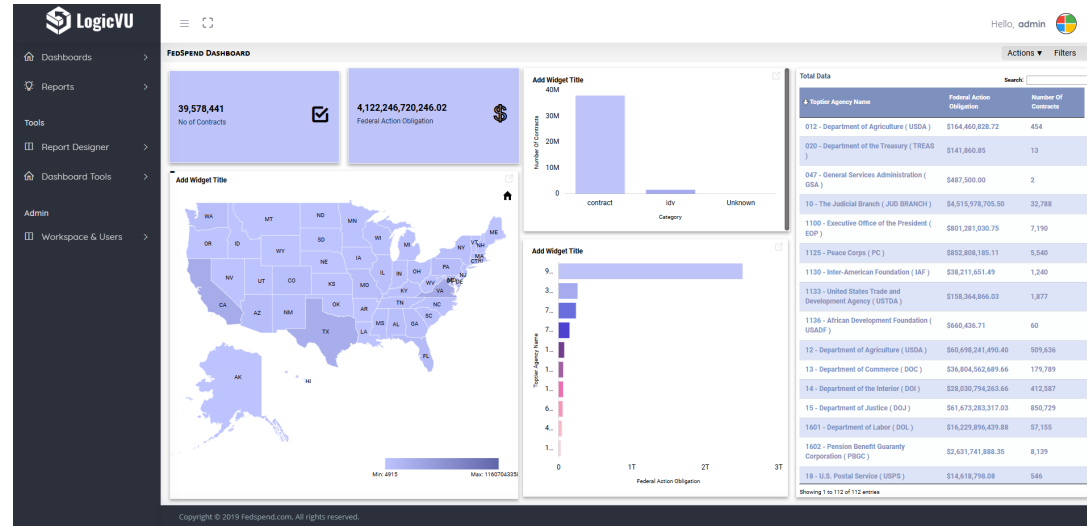 LogicVU
Hello, admin
Dashboards
Reports
Tools
Report Designer
Dashboard Tools
Admin
Workspace & Users
FedSpend Dashboard
Actions ▼ Filters
39,578,441
No of Contracts
4,122,246,720,246.02
Federal Action Obligation
$
Add Widget Title
WA
MT
ND
MN
ME
OR
ID
SD
WI
MI
NY
VT
NH
WY
IA
MA
CT
RI
NE
PA
NJ
NV
UT
CO
KS
MO
IL
IN
OH
WV
VA
DE
KY
CA
AZ
NM
OK
AR
TN
NC
SC
TX
LA
MS
AL
GA
FL
AK
HI
Min: 4915
Max: 1160704335
Add Widget Title
40M
30M
20M
10M
0
Number Of Contracts
contract
idv
Unknown
Category
Add Widget Title
9...
3...
7...
7...
1...
1...
1...
6...
4...
1...
Toptier Agency Name
0
1T
2T
3T
Federal Action Obligation
Total Data
Search:
Toptier Agency Name
Federal Action Obligation
Number Of Contracts
012 - Department of Agriculture ( USDA ) $164,460,828.72 454
020 - Department of the Treasury ( TREAS ) $141,860.85 13
047 - General Services Administration ( GSA ) $487,500.00 2
10 - The Judicial Branch ( JUD BRANCH ) $4,515,978,705.50 32,788
1100 - Executive Office of the President ( EOP ) $801,281,030.75 7,190
1125 - Peace Corps ( PC ) $852,808,185.11 5,540
1130 - Inter-American Foundation ( IAF ) $38,211,651.49 1,240
1133 - United States Trade and Development Agency ( USTDA ) $158,364,866.03 1,877
1136 - African Development Foundation ( USADF ) $660,436.71 60
12 - Department of Agriculture ( USDA ) $60,698,241,490.40 509,636
13 - Department of Commerce ( DOC ) $36,804,562,689.66 179,789
14 - Department of the Interior ( DOI ) $28,030,794,263.66 412,587
15 - Department of Justice ( DOJ ) $61,673,283,317.03 850,729
1601 - Department of Labor ( DOL ) $16,229,896,439.88 57,155
1602 - Pension Benefit Guaranty Corporation ( PBGC ) $2,631,741,888.35 8,139
18 - U.S. Postal Service ( USPS ) $14,618,798.08 546
Showing 1 to 112 of 112 entries
Copyright © 2019 Fedspend.com, All rights reserved.